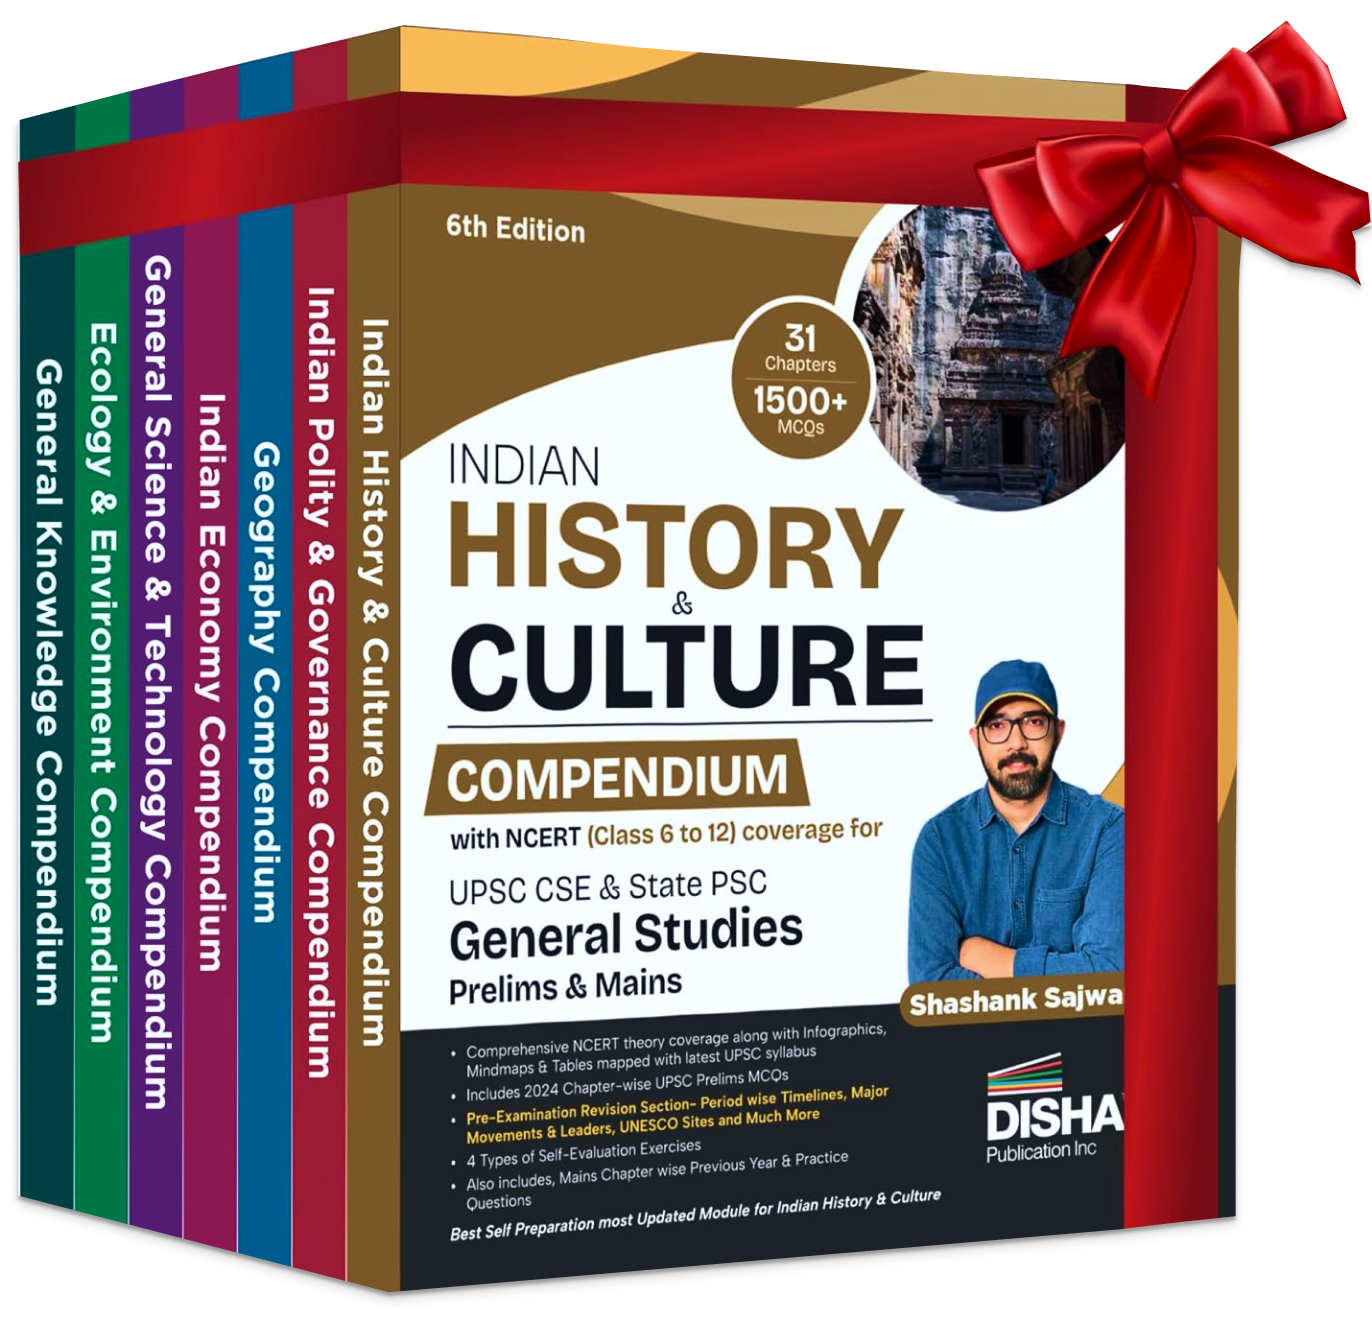 General Knowledge Compendium
Ecology & Environment Compendium
General Science & Technology Compendium
Indian Economy Compendium
Geography Compendium
Indian Polity & Governance Compendium
Indian History & Culture Compendium
6th Edition
31
Chapters
1500+
MCQs
INDIAN
HISTORY
&
CULTURE
COMPENDIUM
with NCERT (Class 6 to 12) coverage for
UPSC CSE & State PSC
General Studies
Prelims & Mains
Shashank Sajwa
• Comprehensive NCERT theory coverage along with Infographics,
Mindmaps & Tables mapped with latest UPSC syllabus
• Includes 2024 Chapter-wise UPSC Prelims MCQs
• Pre-Examination Revision Section- Period wise Timelines, Major
Movements & Leaders, UNESCO Sites and Much More
• 4 Types of Self-Evaluation Exercises
• Also includes, Mains Chapter wise Previous Year & Practice
Questions
Best Self Preparation most Updated Module for Indian History & Culture
DISHA
Publication Inc